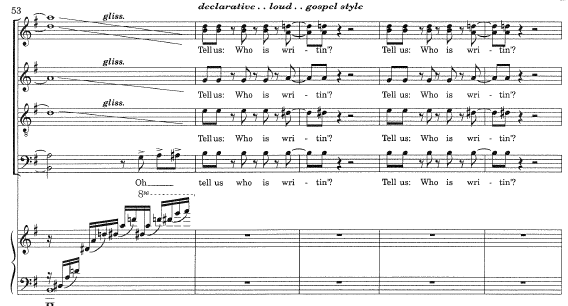 53
declarative . . loud . . gospel style
gliss.
Tell us: Who is wri - tin? Tell us: Who is wri - tin?
gliss.
Tell us: Who is wri - tin? Tell us: Who is wri - tin?
gliss.
Tell us: Who is wri - tin? Tell us: Who is wri - tin?
8
Oh____ tell us who is wri - tin? Tell us: Who is wri - tin?
8va